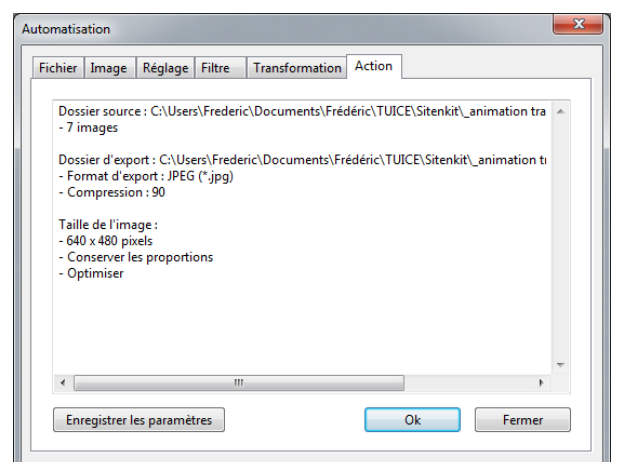 Automatisation
Fichier Image Réglage Filtre Transformation Action
Dossier source : C:\Users\Frederic\Documents\Frédéric\TUICE\Sitenkit\_animation tra
- 7 images
Dossier d'export : C:\Users\Frederic\Documents\Frédéric\TUICE\Sitenkit\_animation
- Format d'export : JPEG (*.jpg)
- Compression : 90
Taille de l'image :
- 640 x 480 pixels
- Conserver les proportions
- Optimiser
Enregistrer les paramètres Ok Fermer